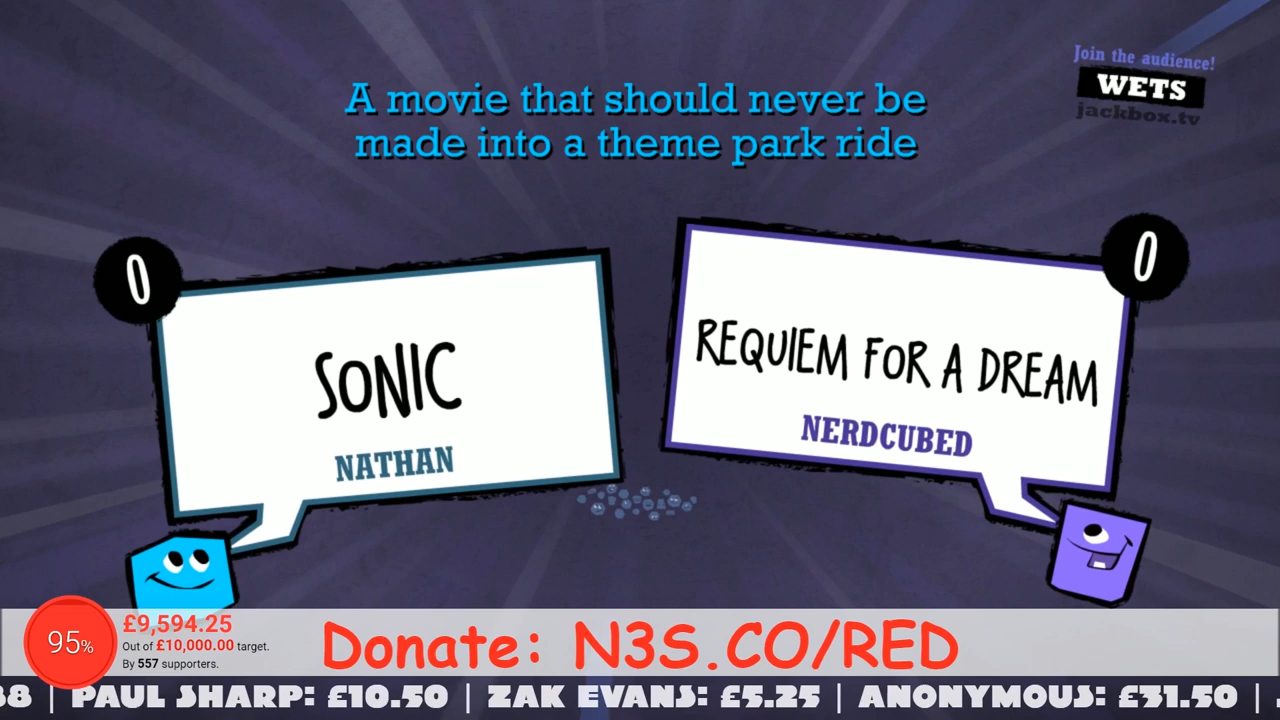 Join the audience!
WETS
jackbox.tv
A movie that should never be
made into a theme park ride
0
0
SONIC
NATHAN
REQUIEM FOR A DREAM
NERDCUBED
95%
£9,594.25
Out of £10,000.00 target.
By 557 supporters.
Donate: N3S.CO/RED
38 | PAUL SHARP: £10.50 | ZAK EVANS: £5.25 | ANONYMOUS: £31.50 |